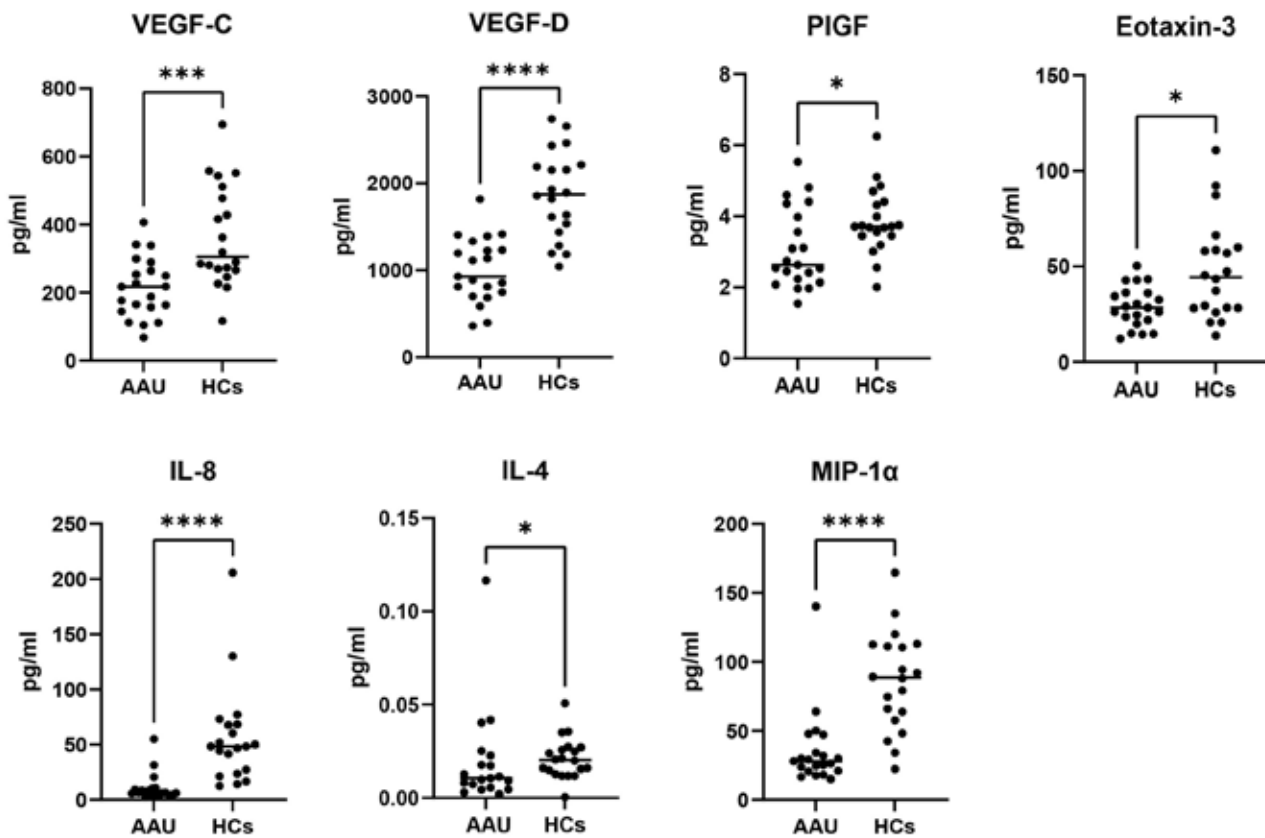 VEGF-C
VEGF-D
PlGF
Eotaxin-3
***
****
*
*
pg/ml
800
600
400
200
0
AAU HCs
pg/ml
3000
2000
1000
0
AAU HCs
pg/ml
8
6
4
2
0
AAU HCs
pg/ml
150
100
50
0
AAU HCs
IL-8
IL-4
MIP-1α
****
*
****
pg/ml
250
200
150
100
50
0
AAU HCs
pg/ml
0.15
0.10
0.05
0.00
AAU HCs
pg/ml
200
150
100
50
0
AAU HCs